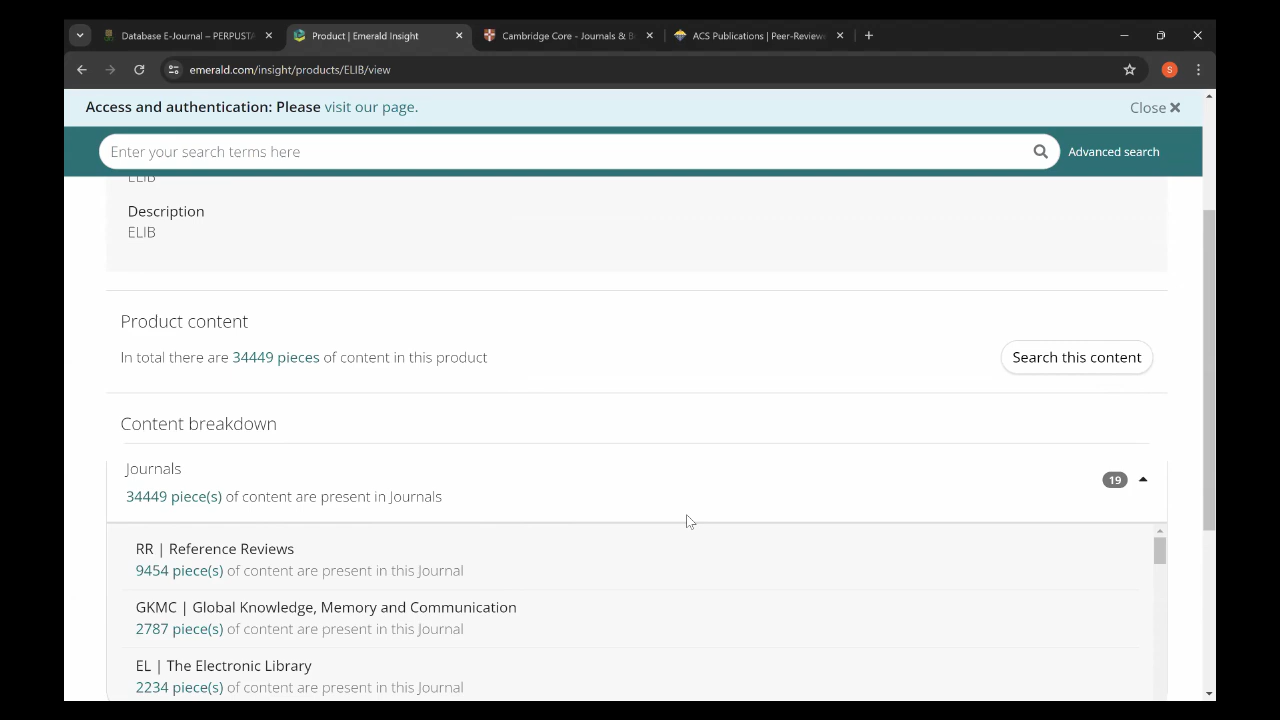 Database E-Journal – PERPUSTA
Product | Emerald Insight
Cambridge Core - Journals & B
ACS Publications | Peer-Reviewe
emerald.com/insight/products/ELIB/view
S
Access and authentication: Please visit our page.
Close ✕
Enter your search terms here
Advanced search
ELIB
Description
ELIB
Product content
In total there are 34449 pieces of content in this product
Search this content
Content breakdown
Journals
34449 piece(s) of content are present in Journals
19
RR | Reference Reviews
9454 piece(s) of content are present in this Journal
GKMC | Global Knowledge, Memory and Communication
2787 piece(s) of content are present in this Journal
EL | The Electronic Library
2234 piece(s) of content are present in this Journal